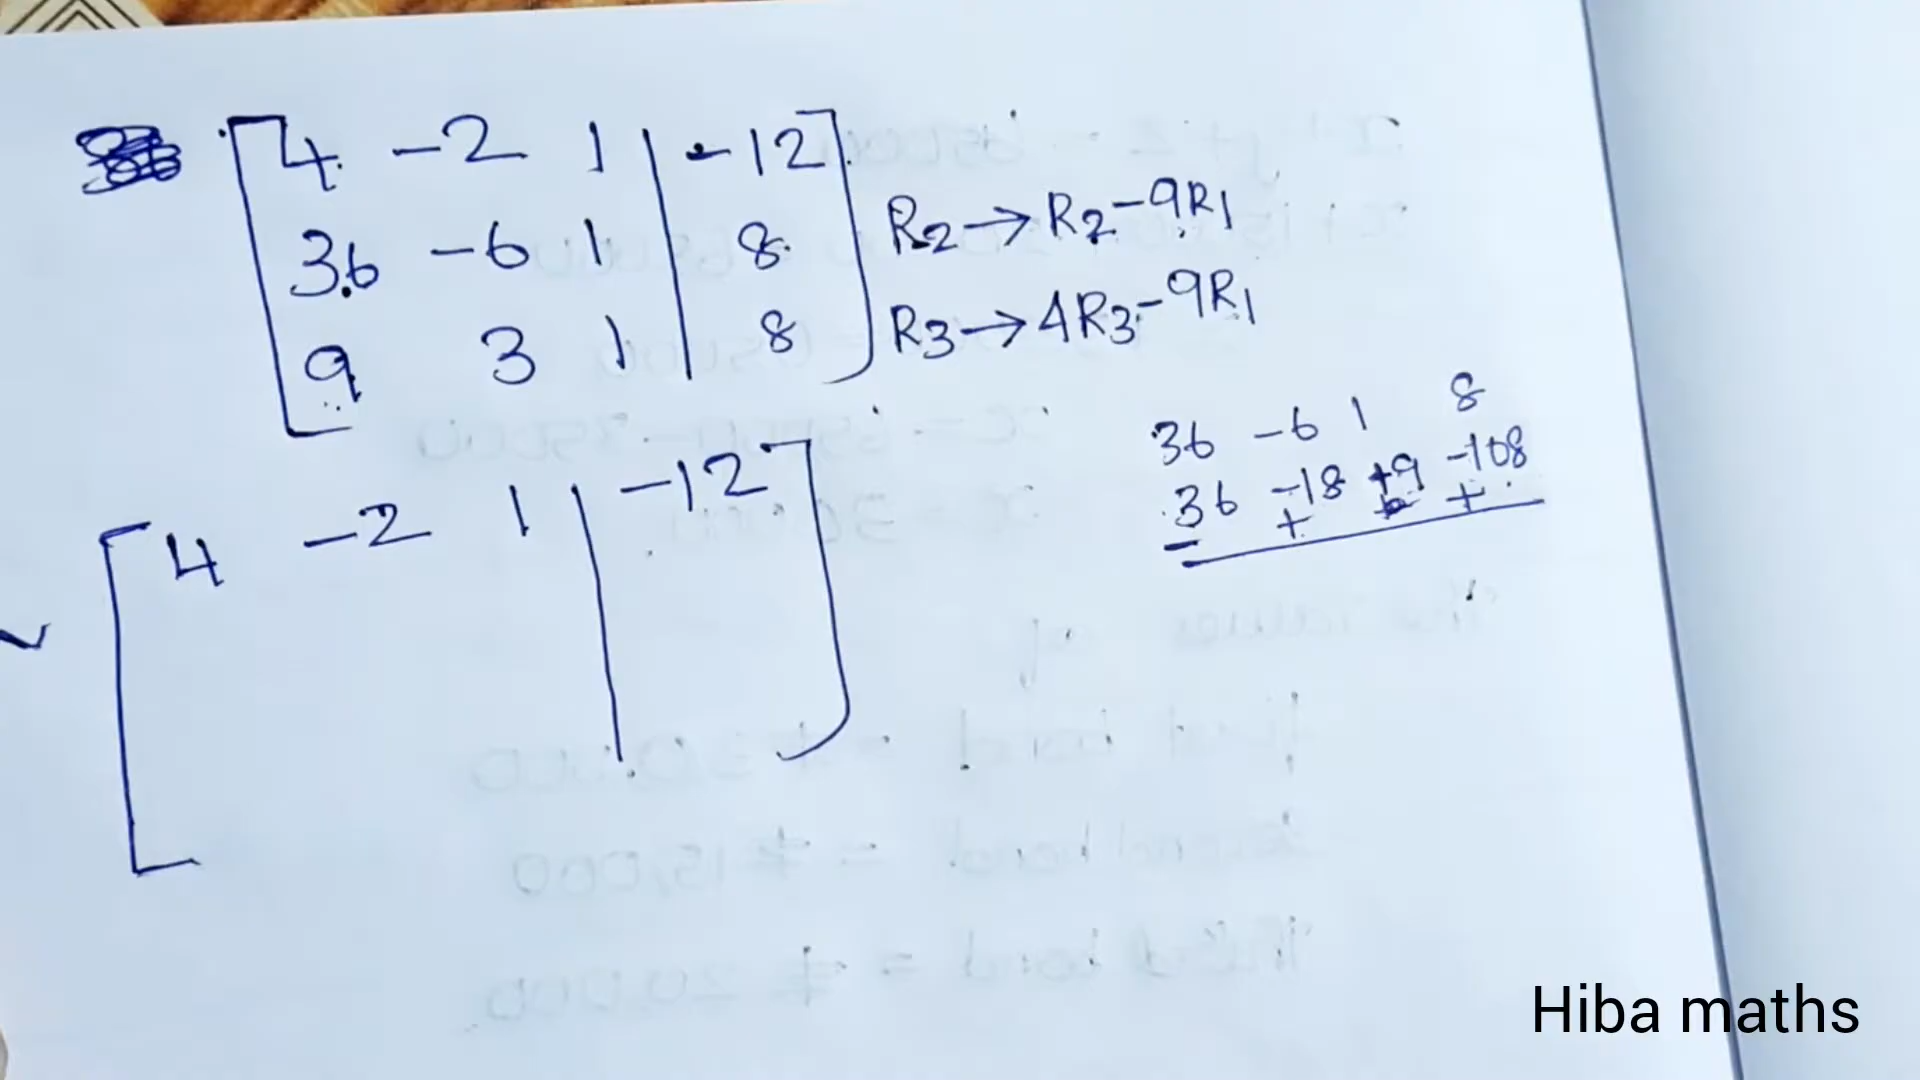 4 -2 1 | -12
36 -6 1 | 8 R2→R2-9R1
9 3 1 | 8 R3→4R3-9R1
36 -6 1 8
36 -18 +9 -108
- + +
4 -2 1 | -12
Hiba maths